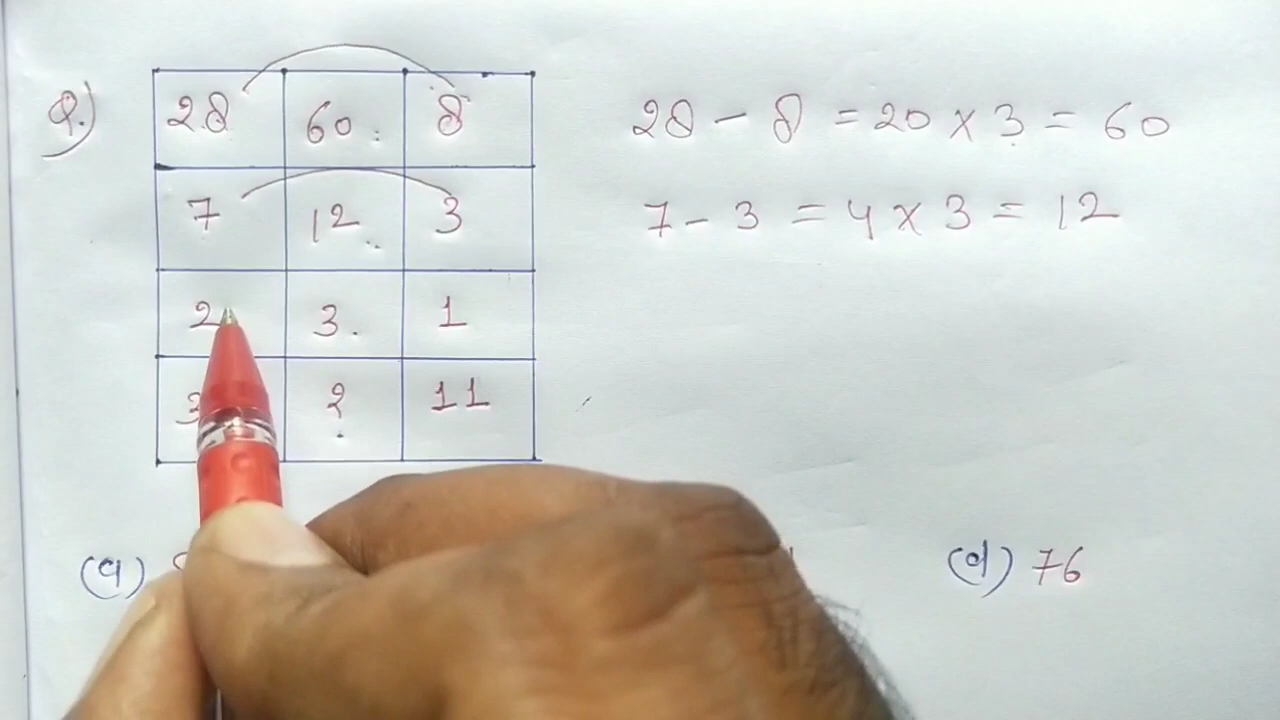 Q.)
28 60 8
7 12 3
2 3 1
? 11
28 - 8 = 20 x 3 = 60
7 - 3 = 4 x 3 = 12
(a)
(d) 76